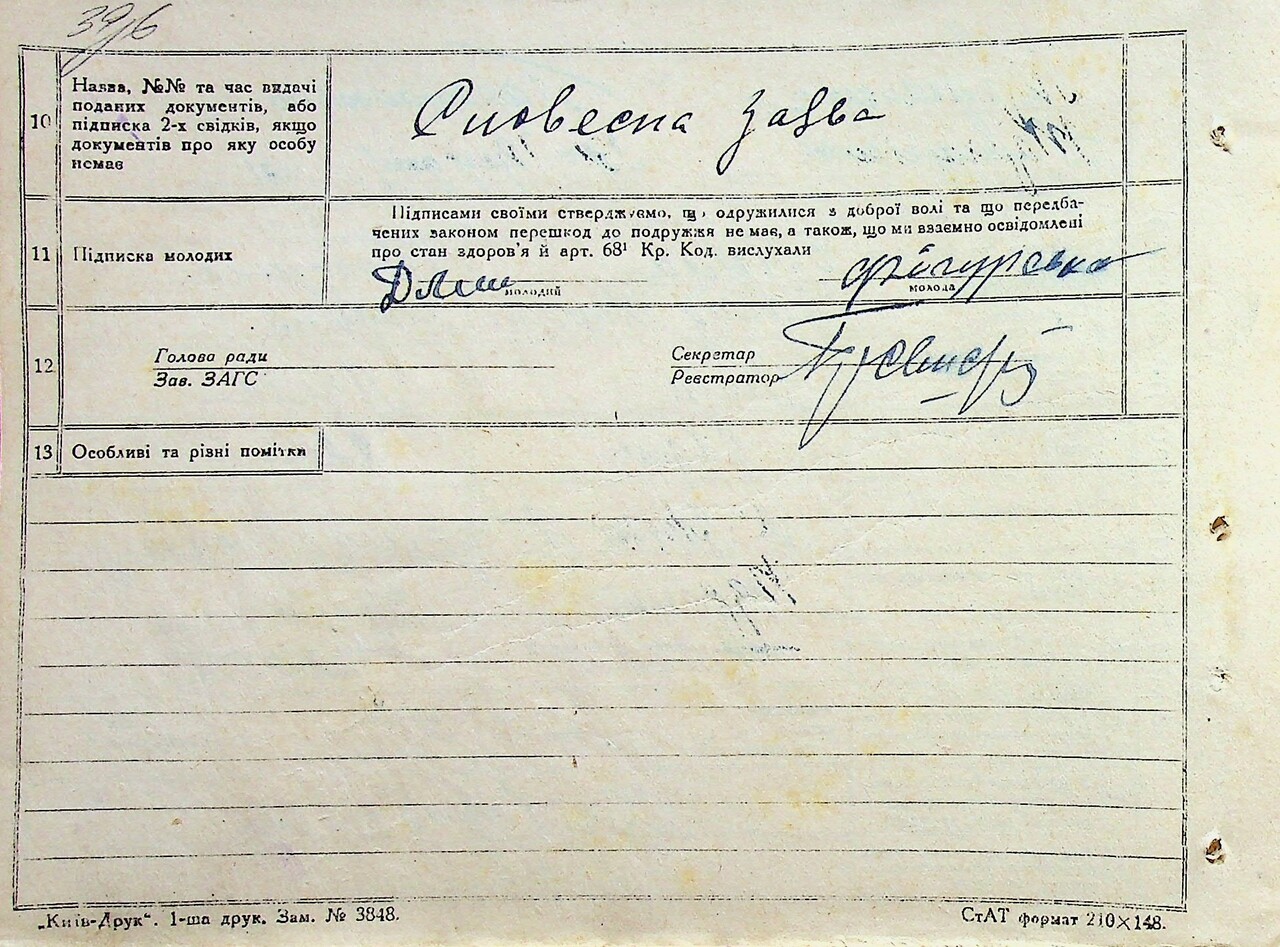 10
Назва, №№ та час видачі
поданих документів, або
підписка 2-х свідків, якщо
документів про яку особу
немає
Словесна заява
11
Підписка молодих
Підписами своїми стверджуємо, що одружилися з доброї волі та що передба-
чених законом перешкод до подружжя немає, а також, що ми взаємно освідомлені
про стан здоров'я й арт. 68¹ Кр. Код. вислухали
молодий
Фігурська
молода
12
Голова ради
Зав. ЗАГС
Секретар
Реєстратор
13
Особливі та різні помітки
„Київ-Друк“. 1-ша друк. Зам. № 3848.
СтАТ формат 210×148.